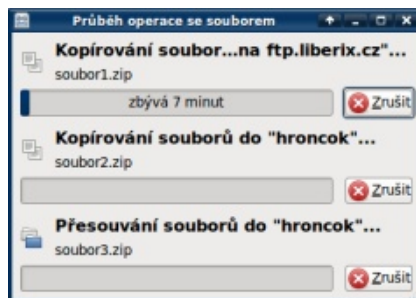 Průběh operace se souborem
Kopírování soubor...na ftp.liberix.cz"...
soubor1.zip
zbývá 7 minut
Zrušit
Kopírování souborů do "hroncok"...
soubor2.zip
Zrušit
Přesouvání souborů do "hroncok"...
soubor3.zip
Zrušit